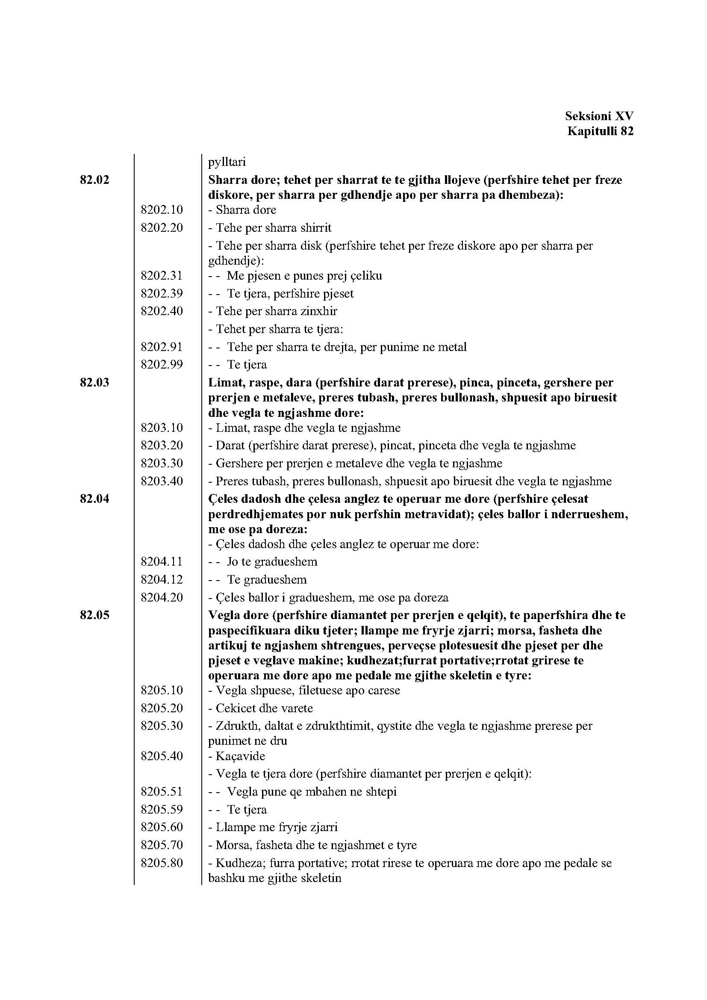 Seksioni XV
Kapitulli 82
pylltari
82.02 Sharra dore; tehet per sharrat te te gjitha llojeve (perfshire tehet per freze
diskore, per sharra per gdhendje apo per sharra pa dhembeza):
8202.10 - Sharra dore
8202.20 - Tehe per sharra shirrit
- Tehe per sharra disk (perfshire tehet per freze diskore apo per sharra per
gdhendje):
8202.31 - - Me pjesen e punes prej çeliku
8202.39 - - Te tjera, perfshire pjeset
8202.40 - Tehe per sharra zinxhir
- Tehet per sharra te tjera:
8202.91 - - Tehe per sharra te drejta, per punime ne metal
8202.99 - - Te tjera
82.03 Limat, raspe, dara (perfshire darat prerese), pinca, pinceta, gershere per
prerjen e metaleve, preres tubash, preres bullonash, shpuesit apo biruesit
dhe vegla te ngjashme dore:
8203.10 - Limat, raspe dhe vegla te ngjashme
8203.20 - Darat (perfshire darat prerese), pincat, pinceta dhe vegla te ngjashme
8203.30 - Gershere per prerjen e metaleve dhe vegla te ngjashme
8203.40 - Preres tubash, preres bullonash, shpuesit apo biruesit dhe vegla te ngjashme
82.04 Çeles dadosh dhe çelesa anglez te operuar me dore (perfshire çelesat
perdredhjemates por nuk perfshin metravidat); çeles ballor i nderrueshem,
me ose pa doreza:
- Çeles dadosh dhe çeles anglez te operuar me dore:
8204.11 - - Jo te gradueshem
8204.12 - - Te gradueshem
8204.20 - Çeles ballor i gradueshem, me ose pa doreza
82.05 Vegla dore (perfshire diamantet per prerjen e qelqit), te paperfshira dhe te
paspecifikuara diku tjeter; llampe me fryrje zjarri; morsa, fasheta dhe
artikuj te ngjashem shtrengues, perveçse plotesuesit dhe pjeset per dhe
pjeset e veglave makine; kudhezat;furrat portative;rrotat grirese te
operuara me dore apo me pedale me gjithe skeletin e tyre:
8205.10 - Vegla shpuese, filetuese apo carese
8205.20 - Cekicet dhe varete
8205.30 - Zdrukth, daltat e zdrukthtimit, qystite dhe vegla te ngjashme prerese per
punimet ne dru
8205.40 - Kaçavide
- Vegla te tjera dore (perfshire diamantet per prerjen e qelqit):
8205.51 - - Vegla pune qe mbahen ne shtepi
8205.59 - - Te tjera
8205.60 - Llampe me fryrje zjarri
8205.70 - Morsa, fasheta dhe te ngjashmet e tyre
8205.80 - Kudheza; furra portative; rrotat rirese te operuara me dore apo me pedale se
bashku me gjithe skeletin